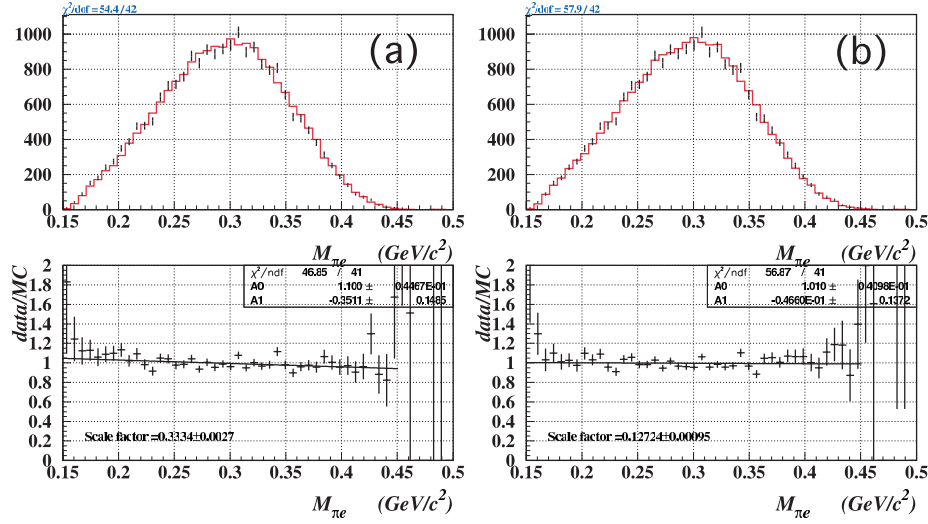 χ²/dof = 54.4 / 42
(a)
1000
800
600
400
200
0
0.15 0.2 0.25 0.3 0.35 0.4 0.45 0.5
M_πe (GeV/c²)
χ²/dof = 57.9 / 42
(b)
1000
800
600
400
200
0
0.15 0.2 0.25 0.3 0.35 0.4 0.45 0.5
M_πe (GeV/c²)
data/MC
2
1.8
1.6
1.4
1.2
1
0.8
0.6
0.4
0.2
0
χ²/ndf 46.85 / 41
A0 1.100 ± 0.4467E-01
A1 -0.3511 ± 0.1485
Scale factor =0.3334±0.0027
0.15 0.2 0.25 0.3 0.35 0.4 0.45 0.5
M_πe (GeV/c²)
data/MC
2
1.8
1.6
1.4
1.2
1
0.8
0.6
0.4
0.2
0
χ²/ndf 56.87 / 41
A0 1.010 ± 0.4098E-01
A1 -0.4660E-01 ± 0.1372
Scale factor =0.12724±0.00095
0.15 0.2 0.25 0.3 0.35 0.4 0.45 0.5
M_πe (GeV/c²)